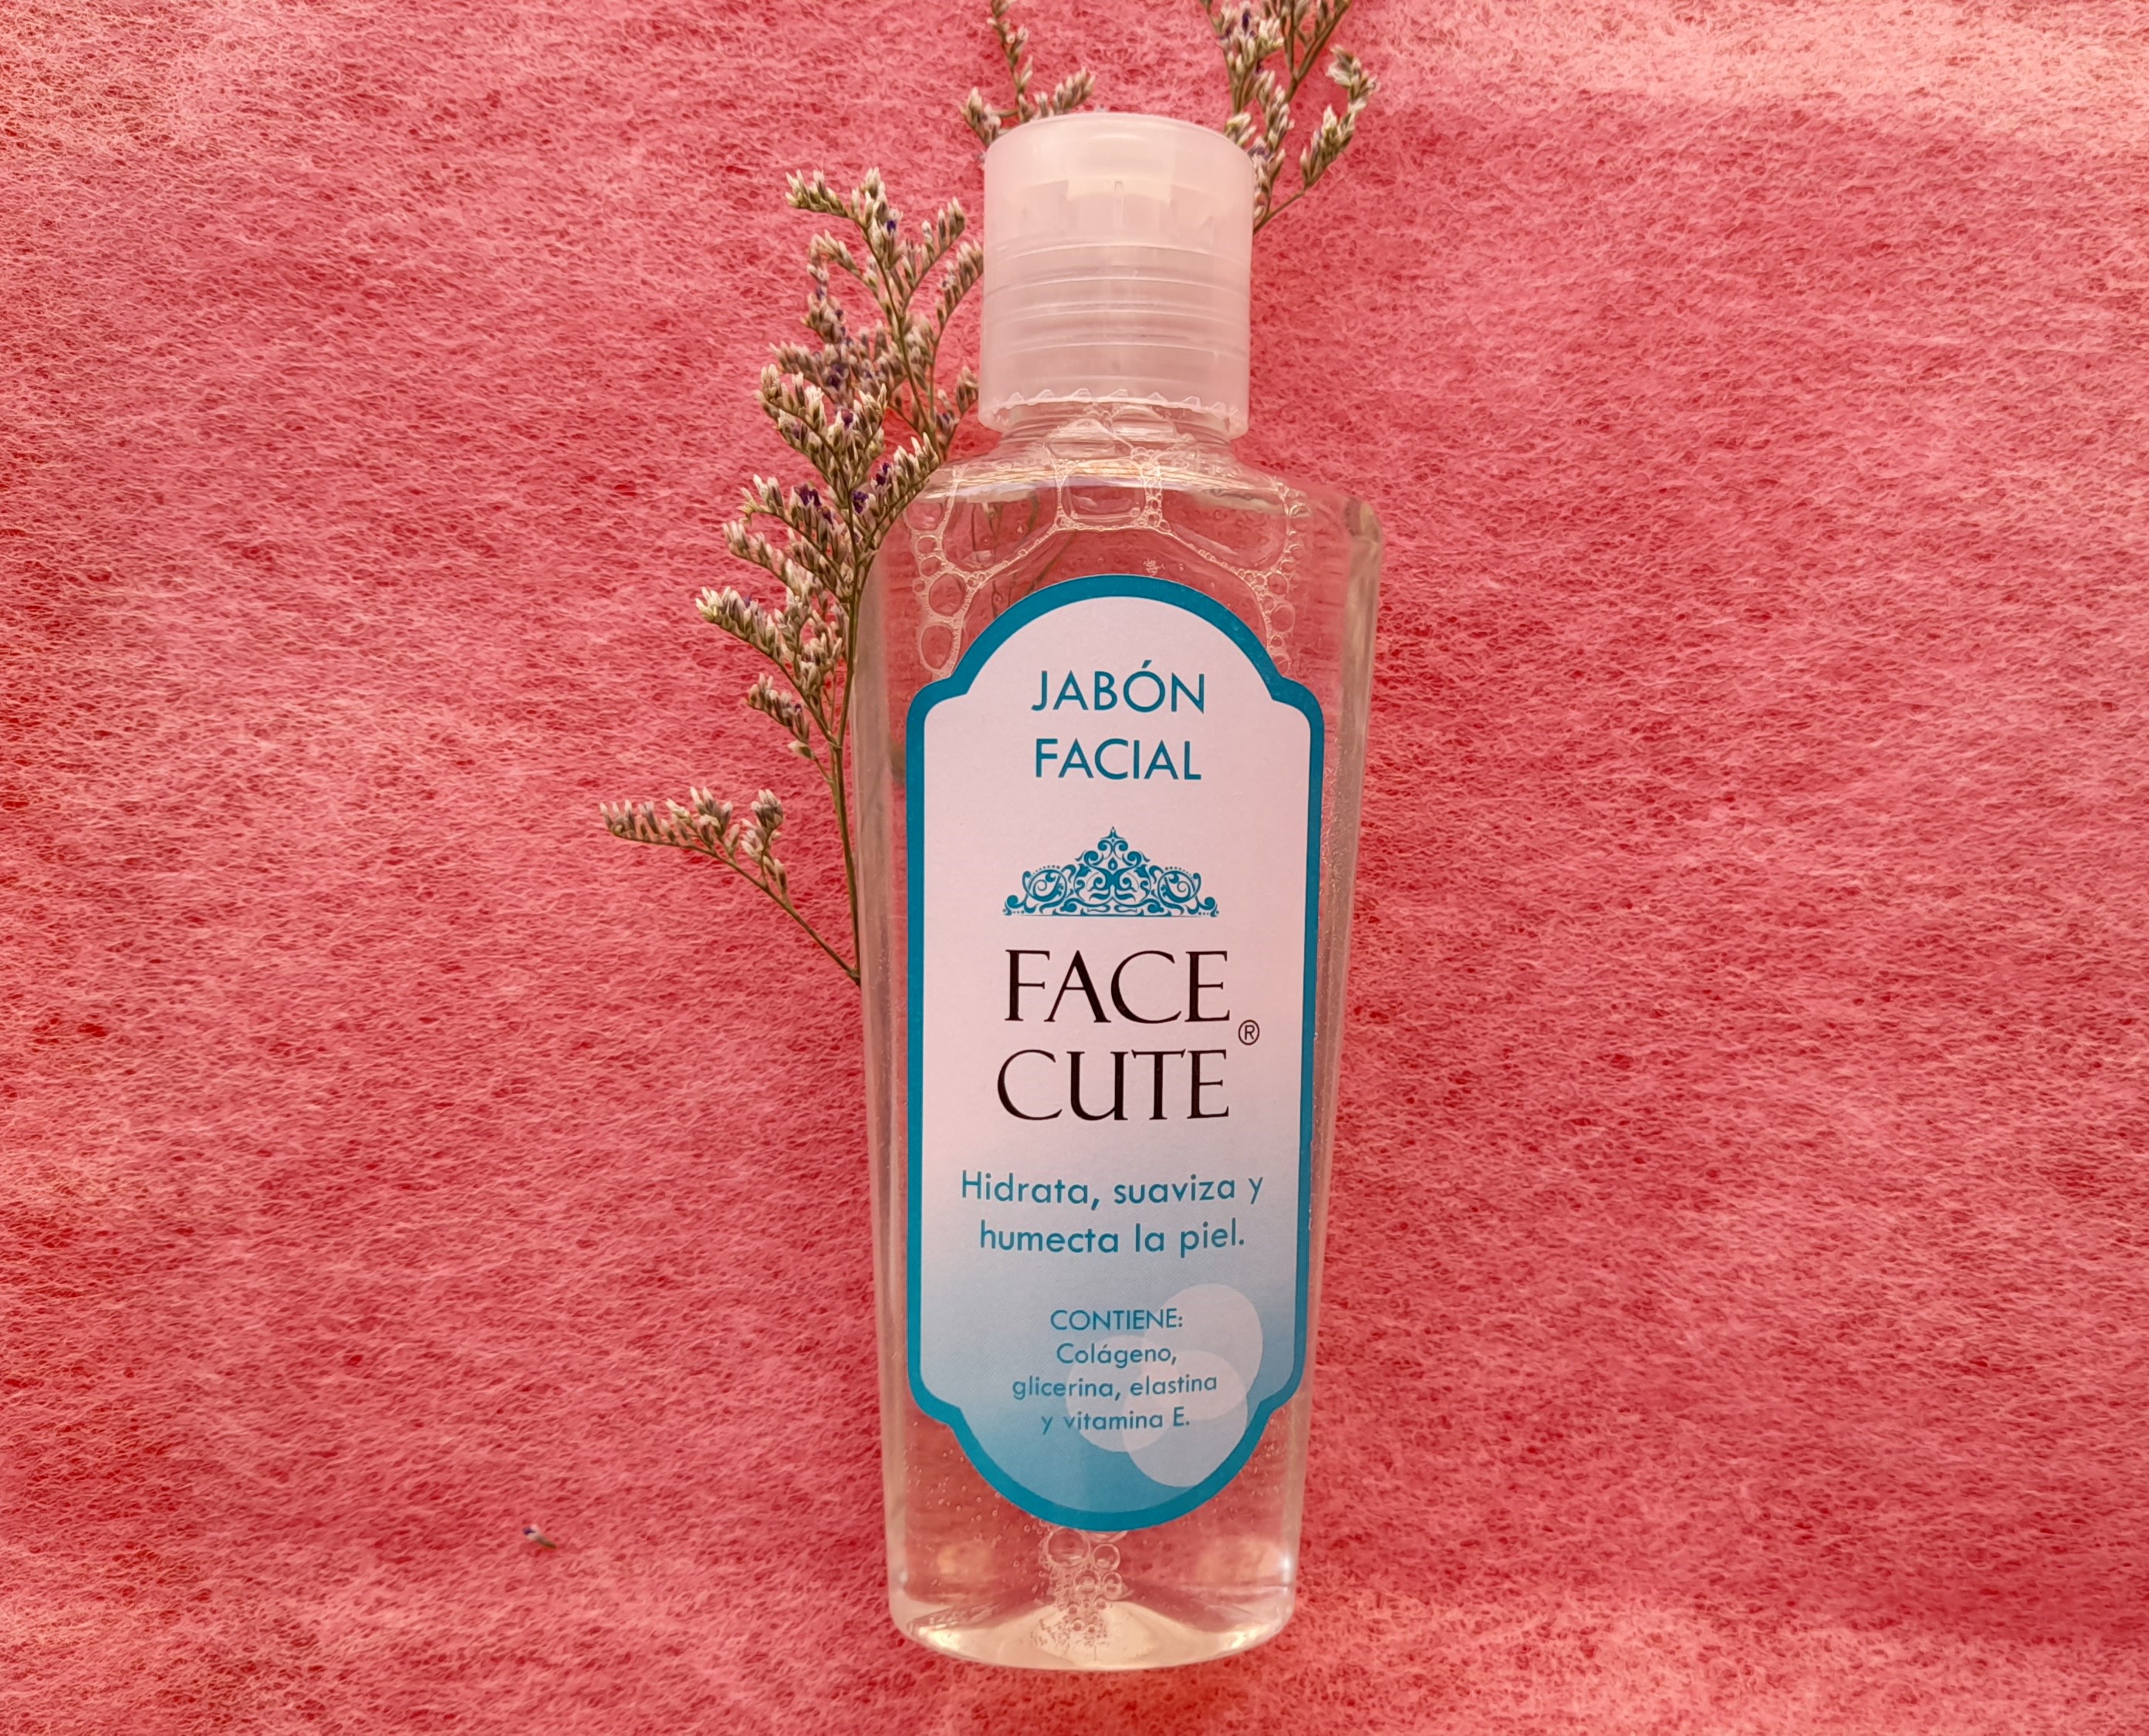 JABÓN
FACIAL
FACE
CUTE®
Hidrata, suaviza y
humecta la piel.
CONTIENE:
Colágeno,
glicerina, elastina
y vitamina E.